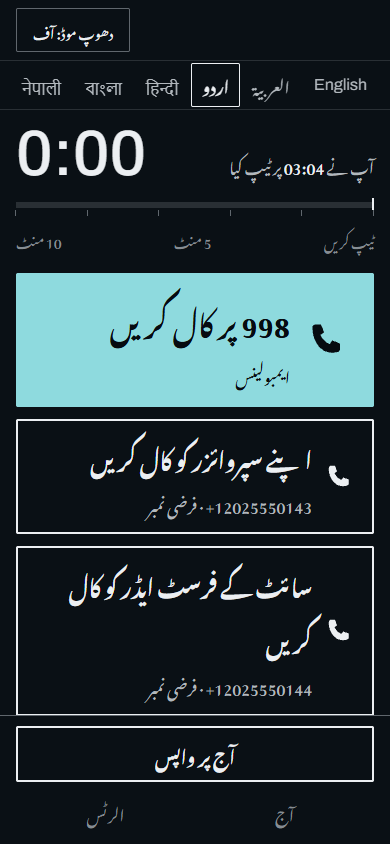 دھوپ موڈ: آف
English العربية اردو हिन्दी বাংলা नेपाली
آپ نے 03:04 پر ٹیپ کیا
0:00
ٹیپ کریں 5 منٹ 10 منٹ
998 پر کال کریں
ایمبولینس
اپنے سپروائزر کو کال کریں
+12025550143 · فرضی نمبر
سائٹ کے فرسٹ ایڈر کو کال
کریں
+12025550144 · فرضی نمبر
آج پر واپس
آج الرٹس